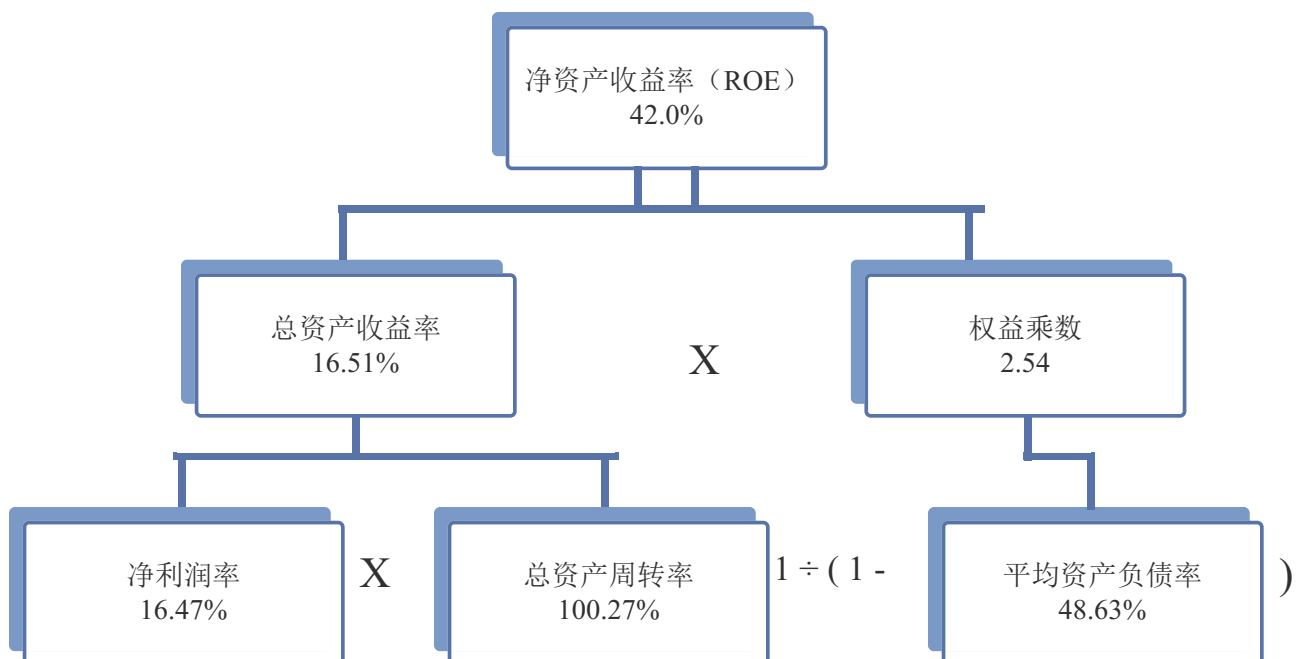 净资产收益率（ROE）
42.0%
总资产收益率
16.51%
X
权益乘数
2.54
净利润率
16.47%
X
总资产周转率
100.27%
1 ÷ ( 1 -
平均资产负债率
48.63%
)